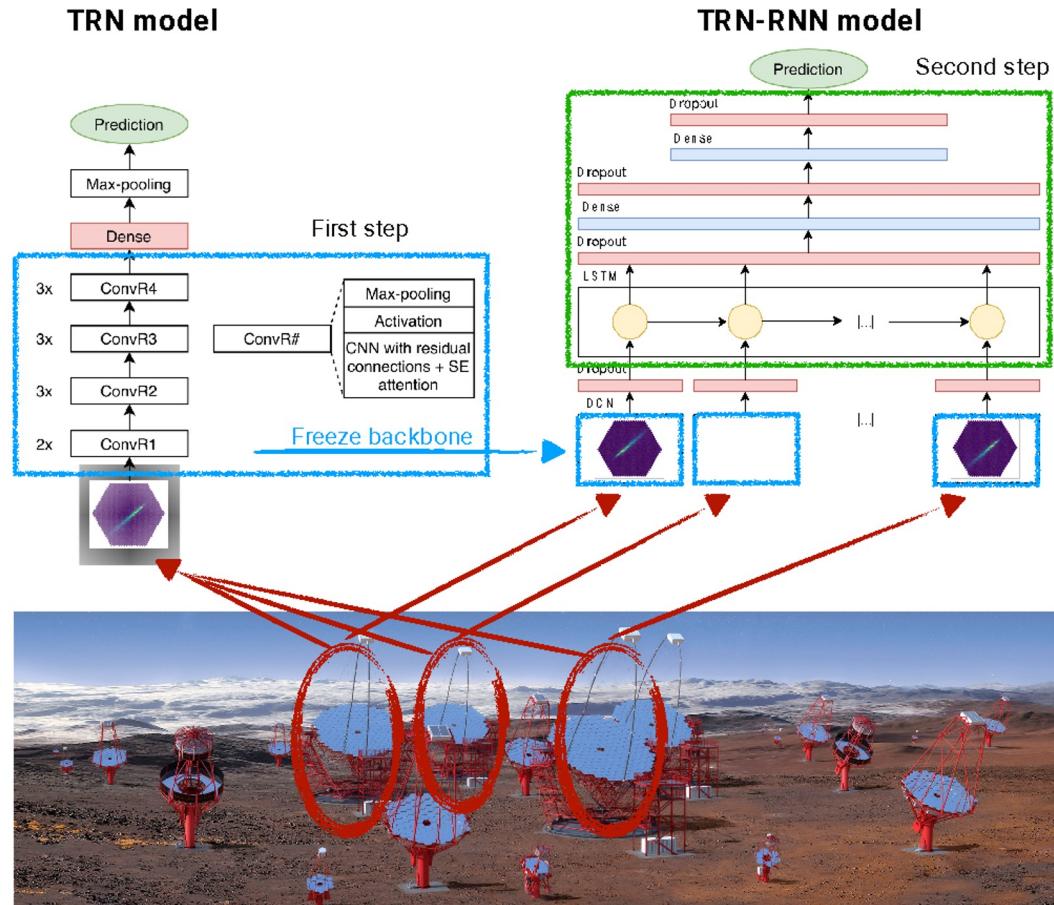 TRN model
Prediction
Max-pooling
Dense
First step
3x
ConvR4
3x
ConvR3
3x
ConvR2
2x
ConvR1
ConvR#
Max-pooling
Activation
CNN with residual
connections + SE
attention
Freeze backbone
TRN-RNN model
Prediction
Second step
Dropout
Dense
Dropout
Dense
Dropout
LSTM
[...]
Dropout
DCN
[...]